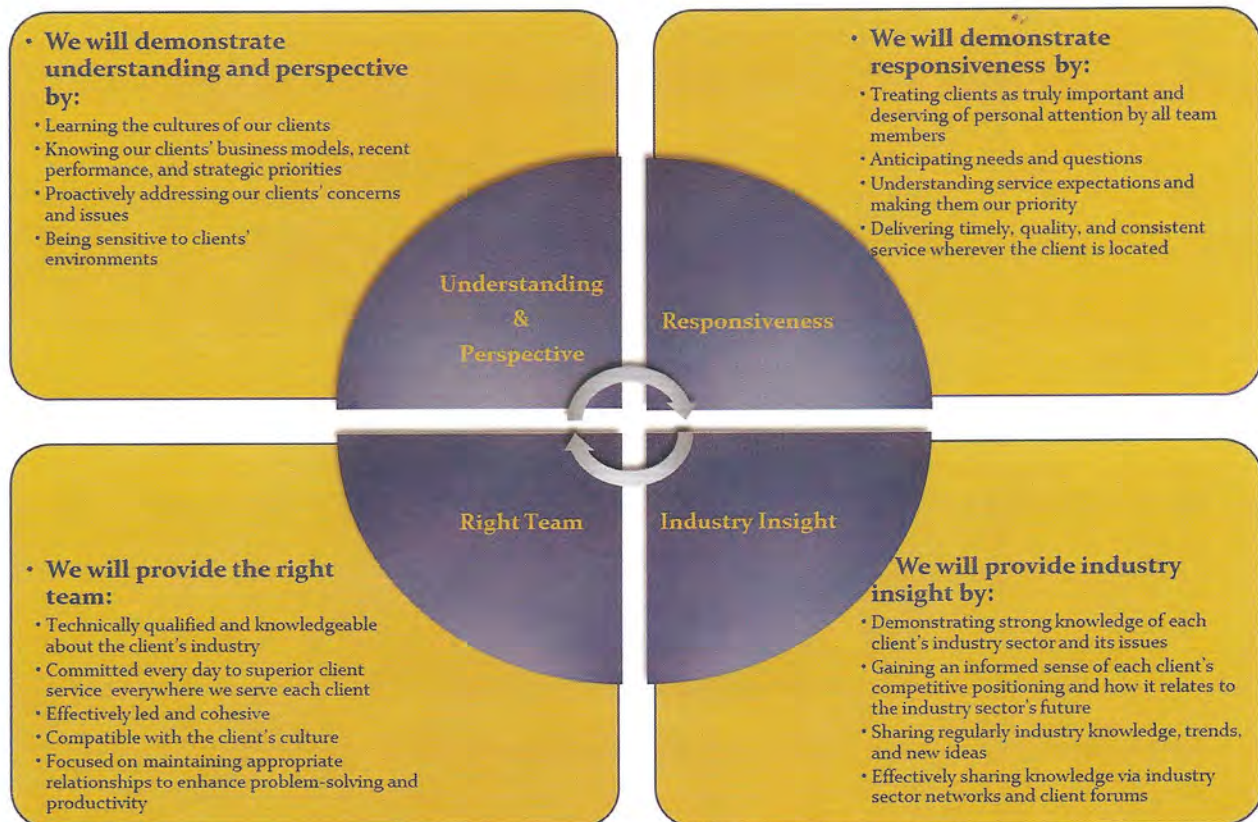 • We will demonstrate
understanding and perspective
by:
• Learning the cultures of our clients
• Knowing our clients' business models, recent
performance, and strategic priorities
• Proactively addressing our clients' concerns
and issues
• Being sensitive to clients'
environments
• We will demonstrate
responsiveness by:
• Treating clients as truly important and
deserving of personal attention by all team
members
• Anticipating needs and questions
• Understanding service expectations and
making them our priority
• Delivering timely, quality, and consistent
service wherever the client is located
Understanding
&
Perspective
Responsiveness
Right Team
Industry Insight
• We will provide the right
team:
• Technically qualified and knowledgeable
about the client's industry
• Committed every day to superior client
service everywhere we serve each client
• Effectively led and cohesive
• Compatible with the client's culture
• Focused on maintaining appropriate
relationships to enhance problem-solving and
productivity
We will provide industry
insight by:
• Demonstrating strong knowledge of each
client's industry sector and its issues
• Gaining an informed sense of each client's
competitive positioning and how it relates to
the industry sector's future
• Sharing regularly industry knowledge, trends,
and new ideas
• Effectively sharing knowledge via industry
sector networks and client forums